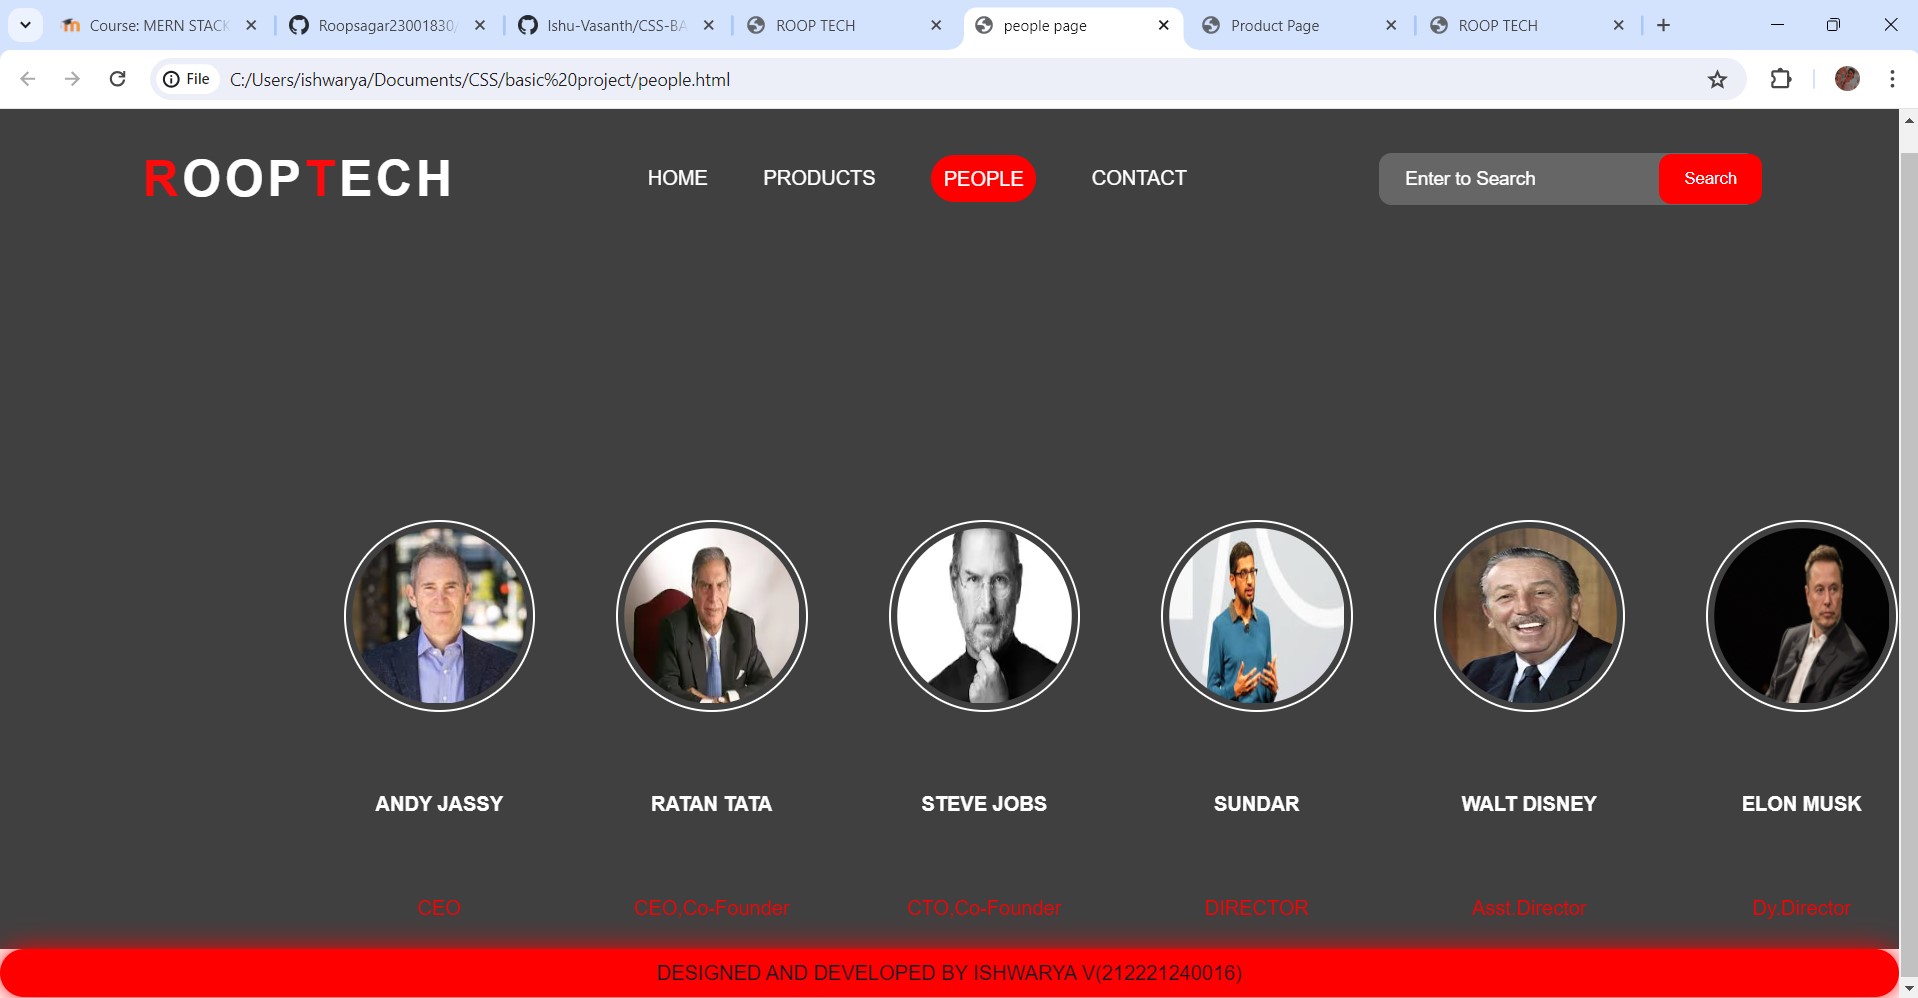 Course: MERN STACK
Roopsagar23001830/
Ishu-Vasanth/CSS-BA
ROOP TECH
people page
Product Page
ROOP TECH
File
C:/Users/ishwarya/Documents/CSS/basic%20project/people.html
ROOPTECH
HOME
PRODUCTS
PEOPLE
CONTACT
Enter to Search
Search
ANDY JASSY
RATAN TATA
STEVE JOBS
SUNDAR
WALT DISNEY
ELON MUSK
CEO
CEO,Co-Founder
CTO,Co-Founder
DIRECTOR
Asst.Director
Dy.Director
DESIGNED AND DEVELOPED BY ISHWARYA V(212221240016)